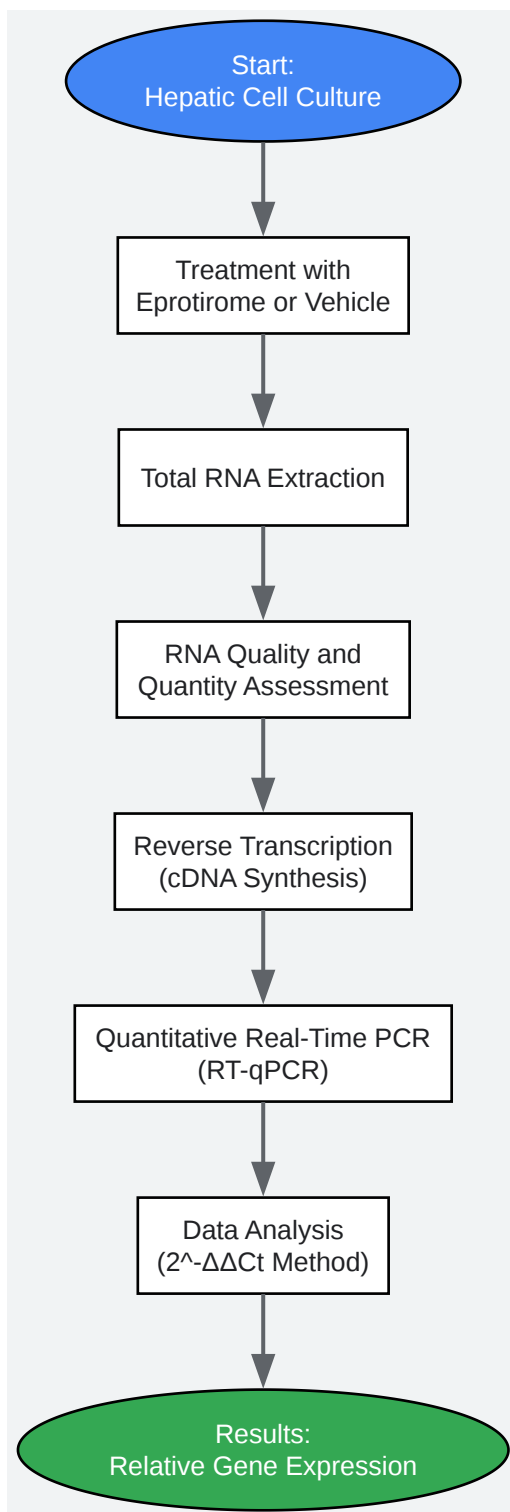 Start:
Hepatic Cell Culture
Treatment with
Eprotirome or Vehicle
Total RNA Extraction
RNA Quality and
Quantity Assessment
Reverse Transcription
(cDNA Synthesis)
Quantitative Real-Time PCR
(RT-qPCR)
Data Analysis
(2^-ΔΔCt Method)
Results:
Relative Gene Expression